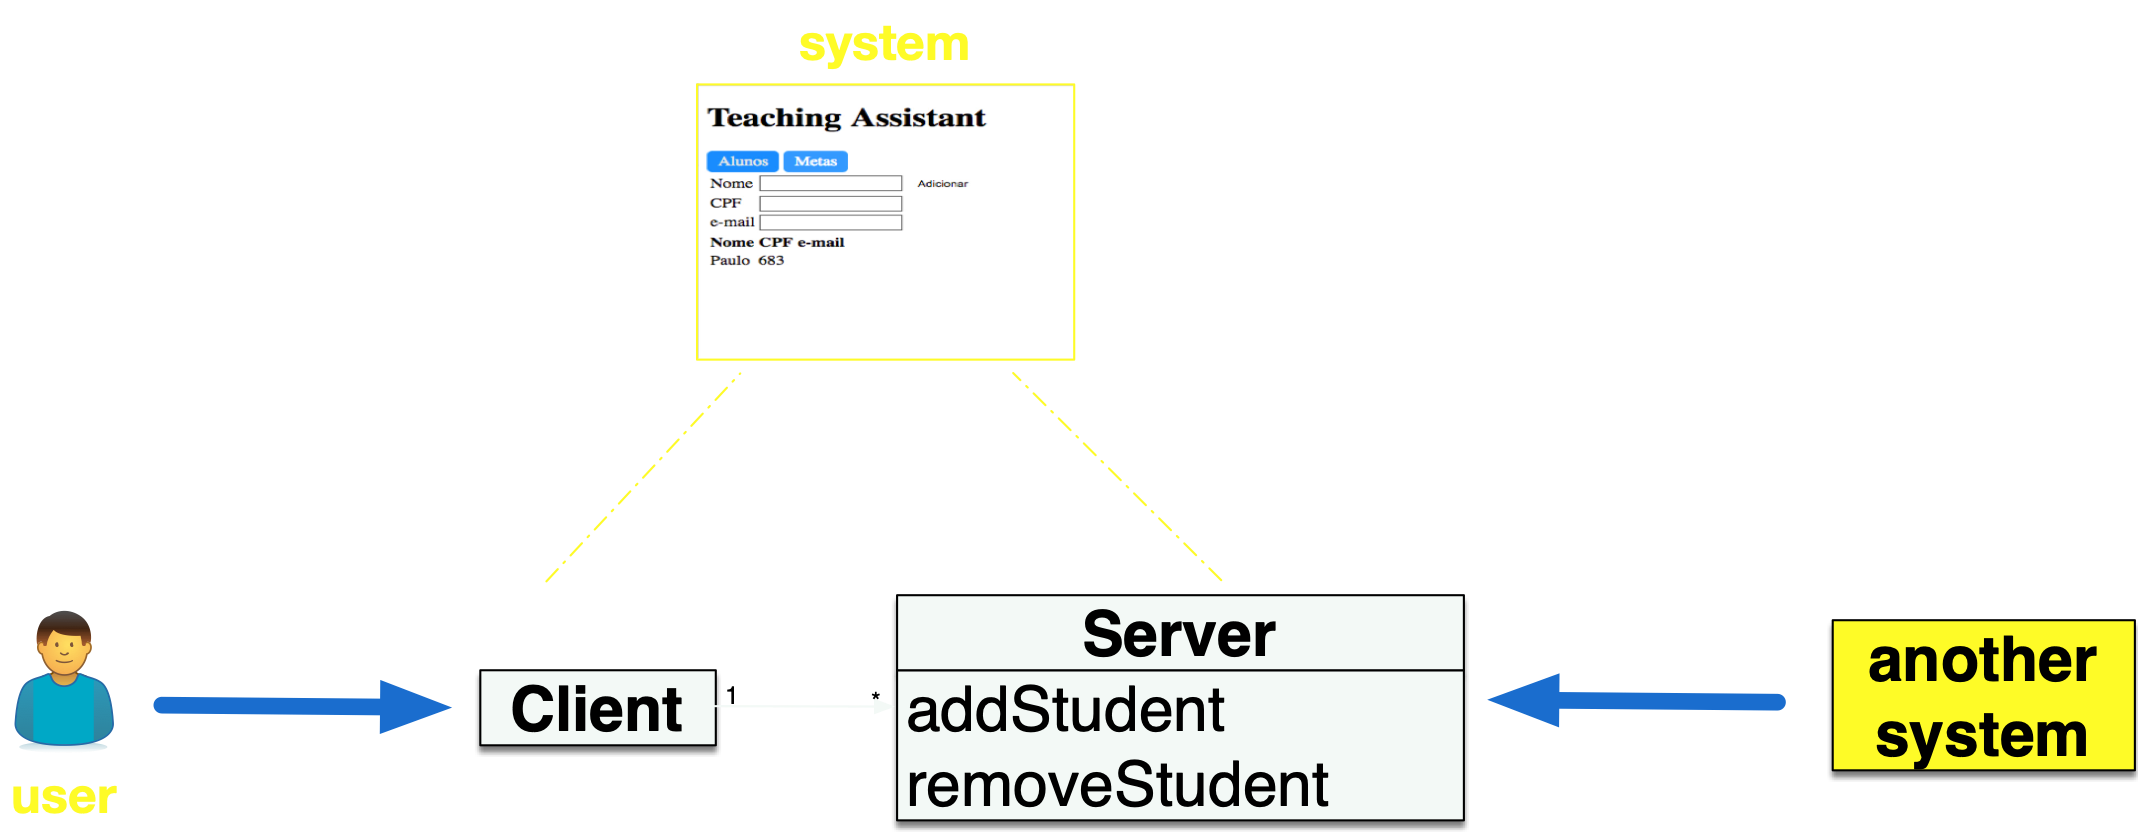 system
Teaching Assistant
Alunos Metas
Nome Adicionar
CPF
e-mail
Nome CPF e-mail
Paulo 683
user
Client
1 *
Server
addStudent
removeStudent
another
system